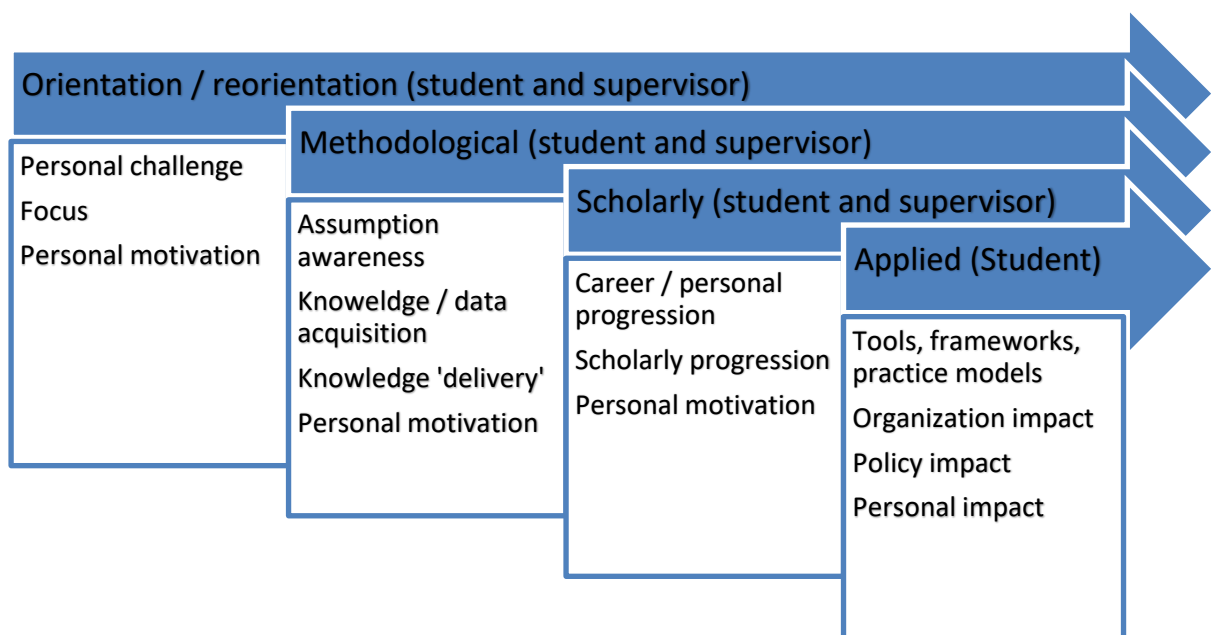 Orientation / reorientation (student and supervisor)
Personal challenge
Focus
Personal motivation
Methodological (student and supervisor)
Assumption
awareness
Knoweldge / data
acquisition
Knowledge 'delivery'
Personal motivation
Scholarly (student and supervisor)
Career / personal
progression
Scholarly progression
Personal motivation
Applied (Student)
Tools, frameworks,
practice models
Organization impact
Policy impact
Personal impact